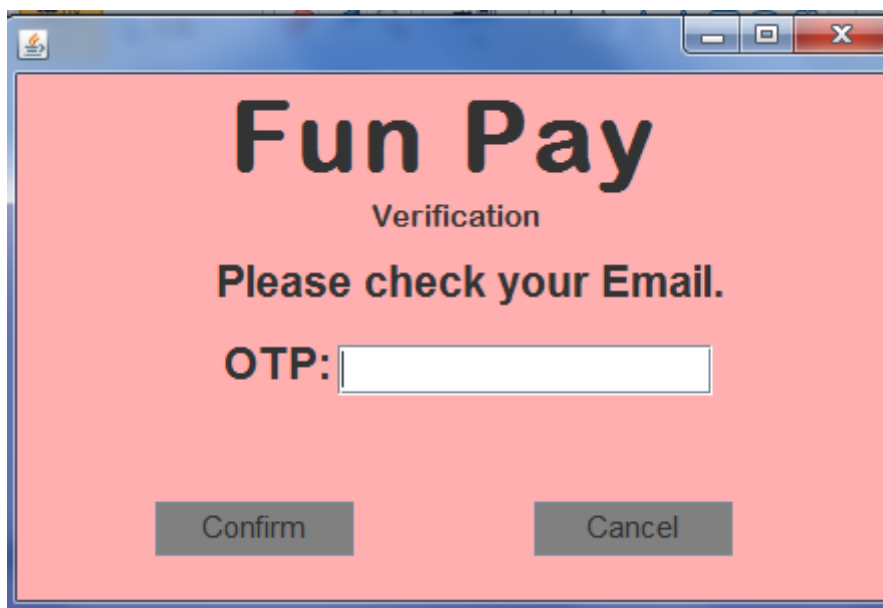 Fun Pay
Verification
Please check your Email.
OTP:
Confirm Cancel